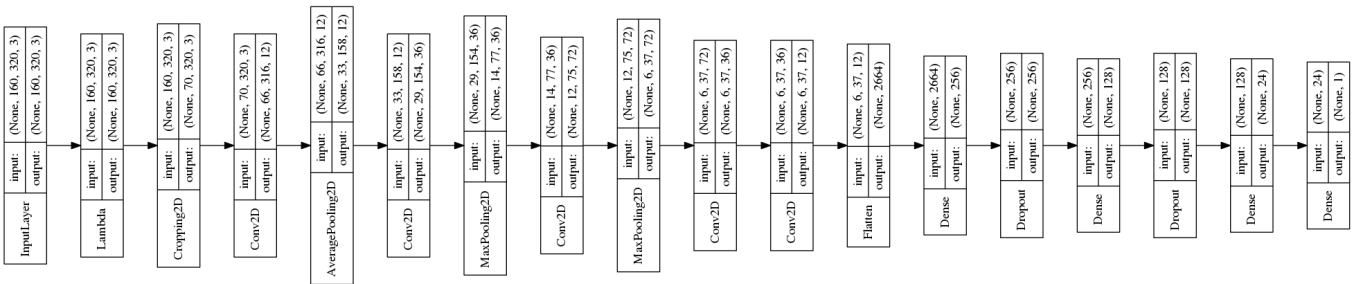 InputLayer
input: (None, 160, 320, 3)
output: (None, 160, 320, 3)
Lambda
input: (None, 160, 320, 3)
output: (None, 160, 320, 3)
Cropping2D
input: (None, 160, 320, 3)
output: (None, 70, 320, 3)
Conv2D
input: (None, 70, 320, 3)
output: (None, 66, 316, 12)
AveragePooling2D
input: (None, 66, 316, 12)
output: (None, 33, 158, 12)
Conv2D
input: (None, 33, 158, 12)
output: (None, 29, 154, 36)
MaxPooling2D
input: (None, 29, 154, 36)
output: (None, 14, 77, 36)
Conv2D
input: (None, 14, 77, 36)
output: (None, 12, 75, 72)
MaxPooling2D
input: (None, 12, 75, 72)
output: (None, 6, 37, 72)
Conv2D
input: (None, 6, 37, 72)
output: (None, 6, 37, 36)
Conv2D
input: (None, 6, 37, 36)
output: (None, 6, 37, 12)
Flatten
input: (None, 6, 37, 12)
output: (None, 2664)
Dense
input: (None, 2664)
output: (None, 256)
Dropout
input: (None, 256)
output: (None, 256)
Dense
input: (None, 256)
output: (None, 128)
Dropout
input: (None, 128)
output: (None, 128)
Dense
input: (None, 128)
output: (None, 24)
Dense
input: (None, 24)
output: (None, 1)